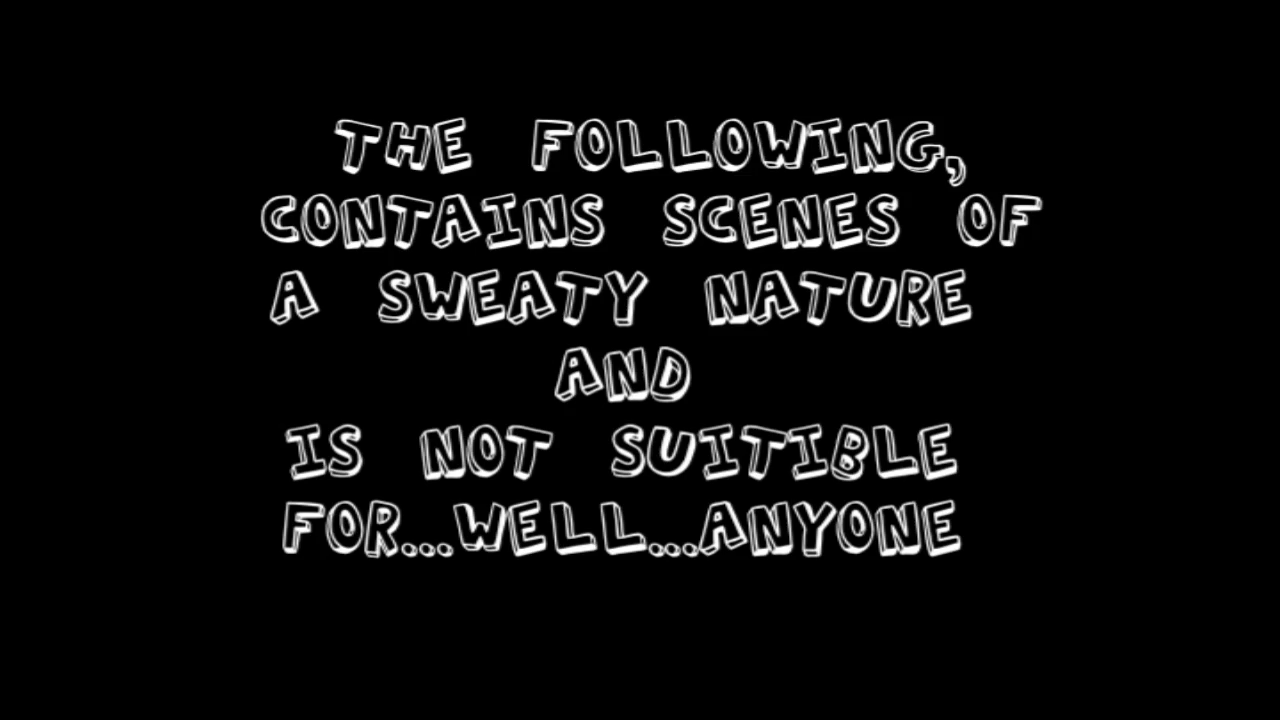 THE FOLLOWING,
CONTAINS SCENES OF
A SWEATY NATURE
AND
IS NOT SUITIBLE
FOR...WELL...ANYONE